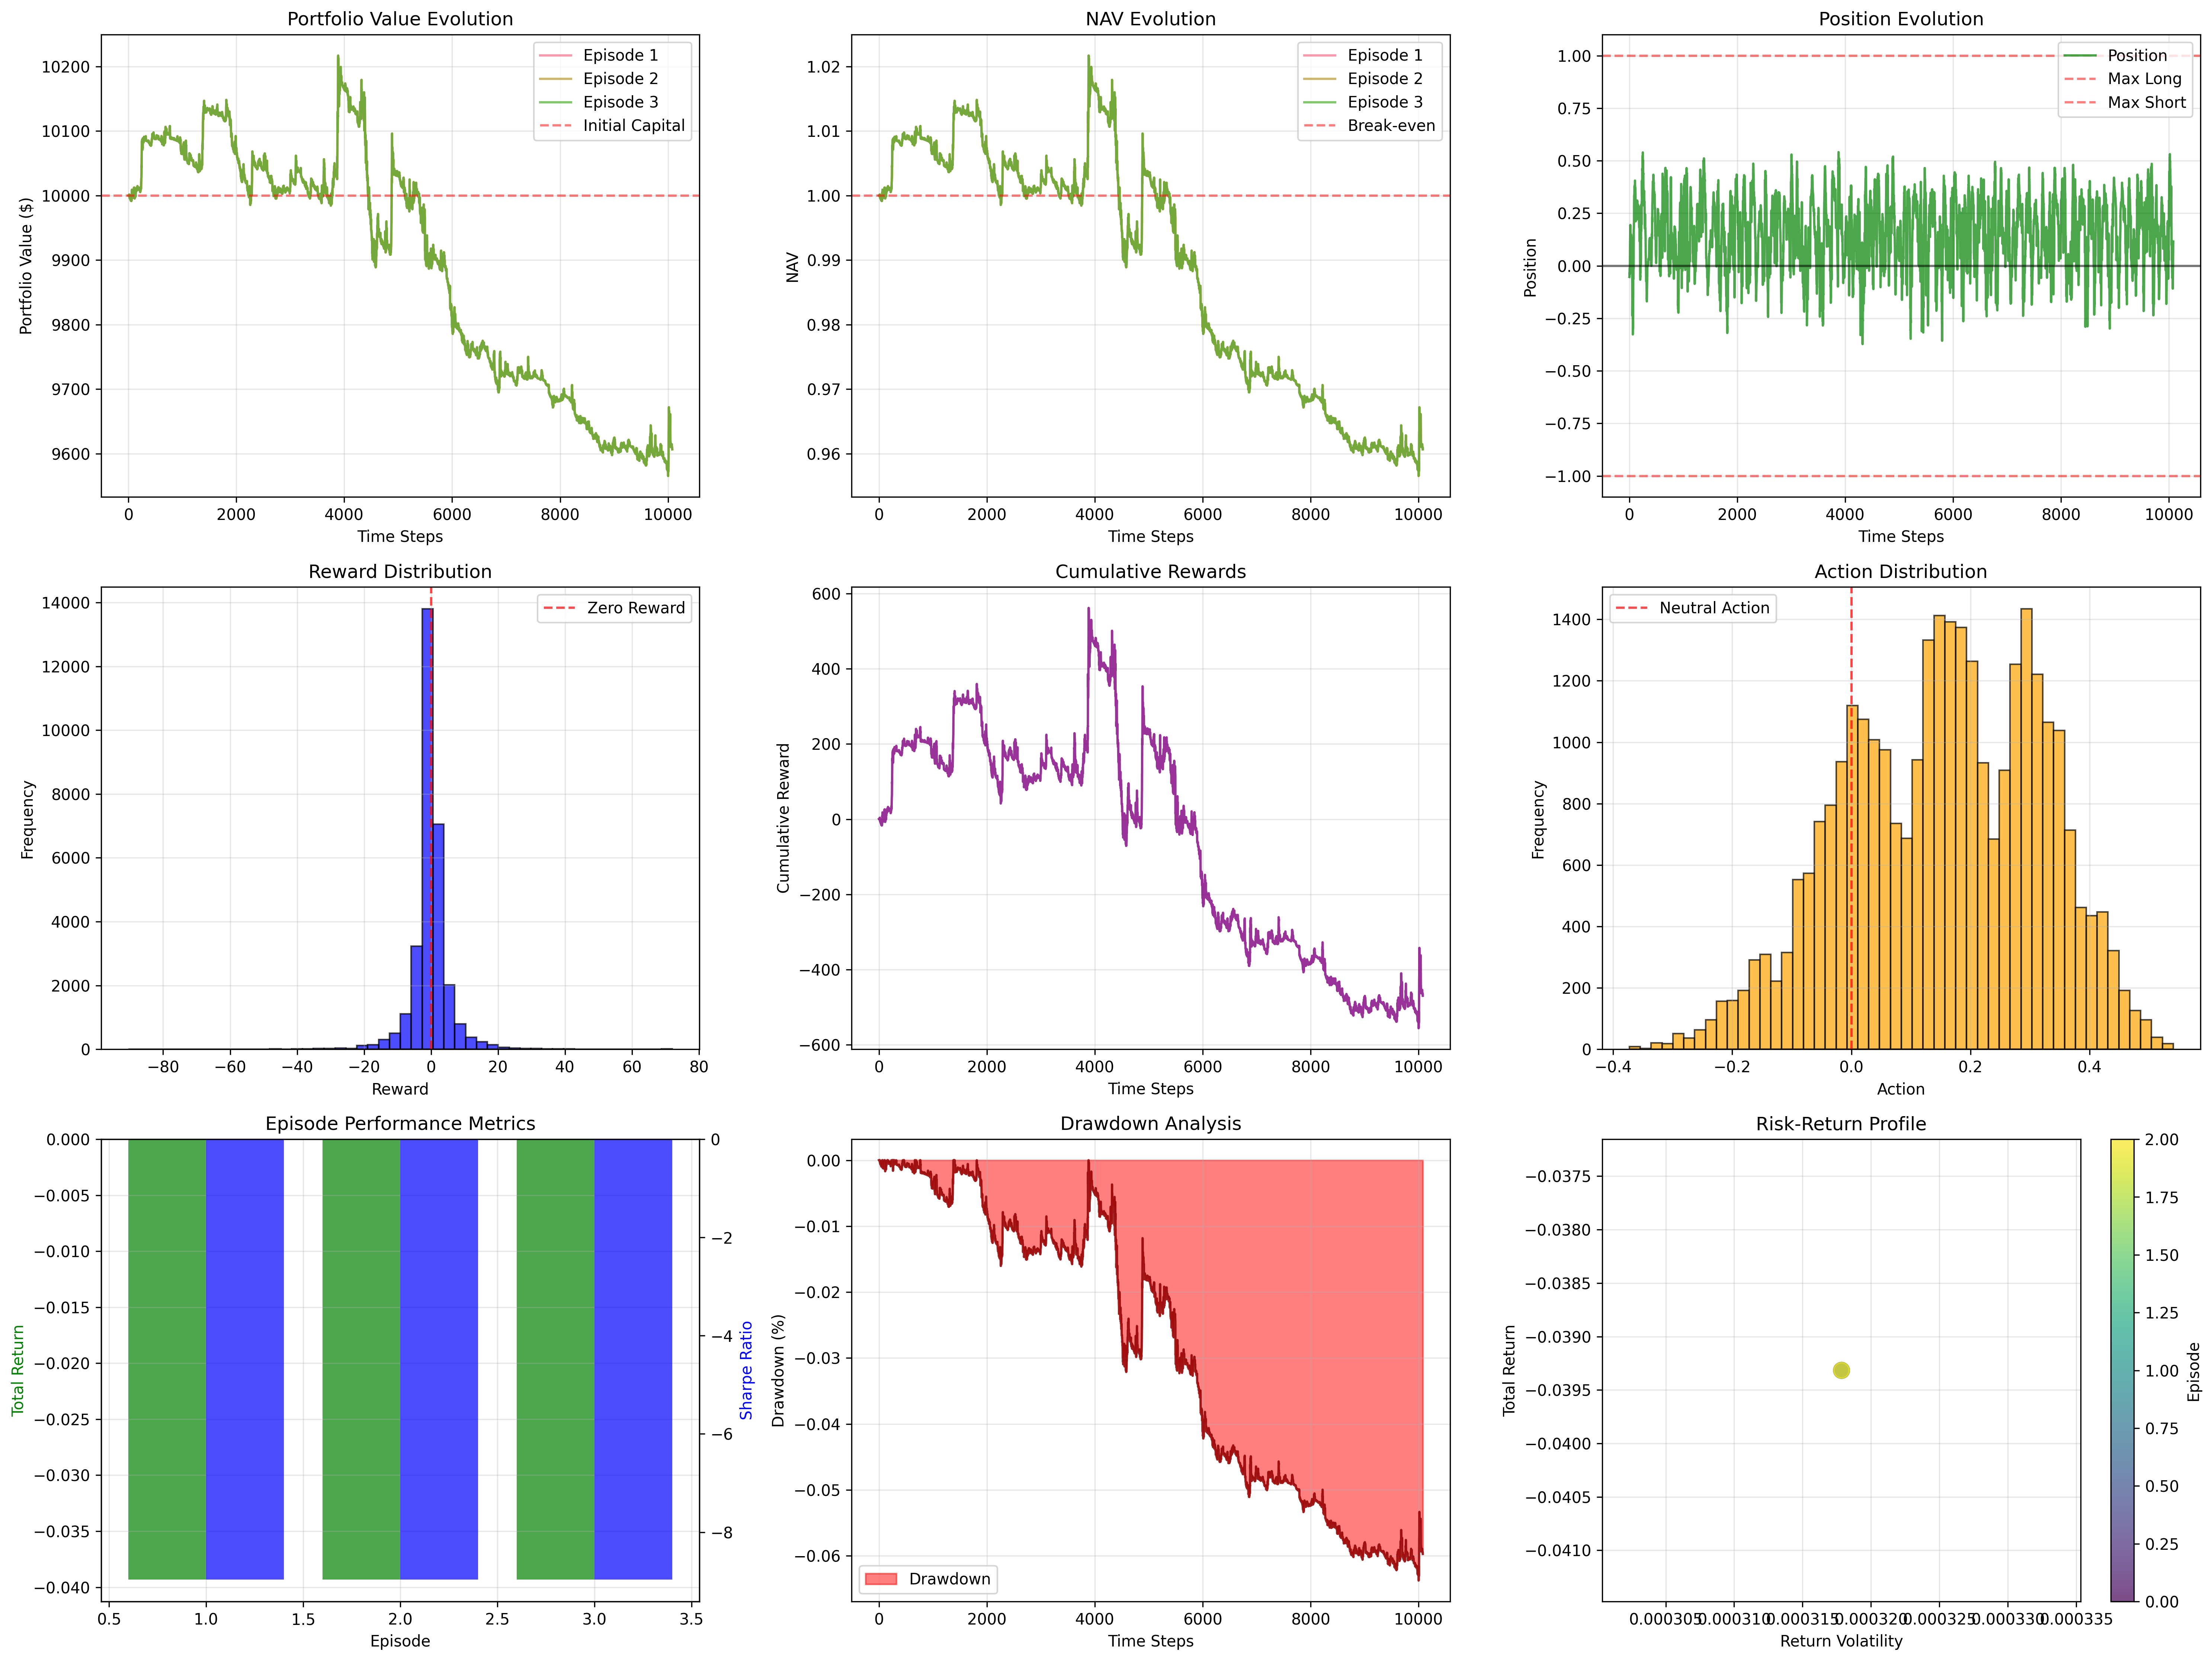 Portfolio Value Evolution
Portfolio Value ($)
10200
10100
10000
9900
9800
9700
9600
Episode 1
Episode 2
Episode 3
Initial Capital
0 2000 4000 6000 8000 10000
Time Steps
NAV Evolution
NAV
1.02
1.01
1.00
0.99
0.98
0.97
0.96
Episode 1
Episode 2
Episode 3
Break-even
0 2000 4000 6000 8000 10000
Time Steps
Position Evolution
Position
1.00
0.75
0.50
0.25
0.00
−0.25
−0.50
−0.75
−1.00
Position
Max Long
Max Short
0 2000 4000 6000 8000 10000
Time Steps
Reward Distribution
Frequency
14000
12000
10000
8000
6000
4000
2000
0
Zero Reward
−80 −60 −40 −20 0 20 40 60 80
Reward
Cumulative Rewards
Cumulative Reward
600
400
200
0
−200
−400
−600
0 2000 4000 6000 8000 10000
Time Steps
Action Distribution
Frequency
1400
1200
1000
800
600
400
200
0
Neutral Action
−0.4 −0.2 0.0 0.2 0.4
Action
Episode Performance Metrics
Total Return
0.000
−0.005
−0.010
−0.015
−0.020
−0.025
−0.030
−0.035
−0.040
0
−2
−4
−6
−8
Sharpe Ratio
0.5 1.0 1.5 2.0 2.5 3.0 3.5
Episode
Drawdown Analysis
Drawdown (%)
0.00
−0.01
−0.02
−0.03
−0.04
−0.05
−0.06
Drawdown
0 2000 4000 6000 8000 10000
Time Steps
Risk-Return Profile
Total Return
−0.0375
−0.0380
−0.0385
−0.0390
−0.0395
−0.0400
−0.0405
−0.0410
0.000305 0.000310 0.000315 0.000320 0.000325 0.000330 0.000335
Return Volatility
2.00
1.75
1.50
1.25
1.00
0.75
0.50
0.25
0.00
Episode